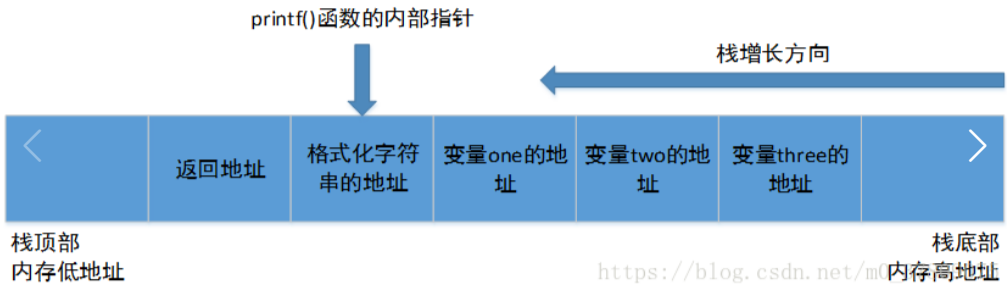 printf()函数的内部指针
栈增长方向
返回地址
格式化字符
串的地址
变量one的地
址
变量two的地
址
变量three的
地址
栈顶部
内存低地址
栈底部
内存高地址
https://blog.csdn.net/m0